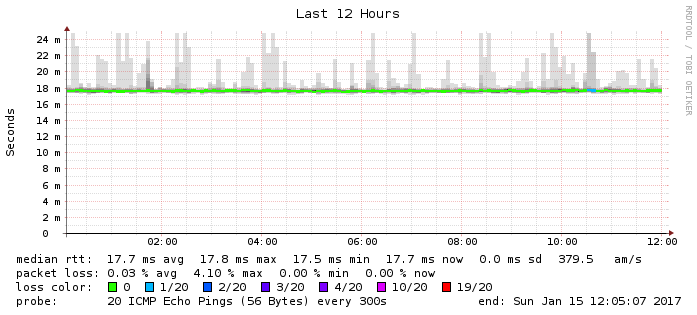 Last 12 Hours
RRDTOOL / TOBI OETIKER
Seconds
24 m
22 m
20 m
18 m
16 m
14 m
12 m
10 m
8 m
6 m
4 m
2 m
0
02:00 04:00 06:00 08:00 10:00 12:00
median rtt: 17.7 ms avg 17.8 ms max 17.5 ms min 17.7 ms now 0.0 ms sd 379.5 am/s
packet loss: 0.03 % avg 4.10 % max 0.00 % min 0.00 % now
loss color: 0 1/20 2/20 3/20 4/20 10/20 19/20
probe: 20 ICMP Echo Pings (56 Bytes) every 300s end: Sun Jan 15 12:05:07 2017